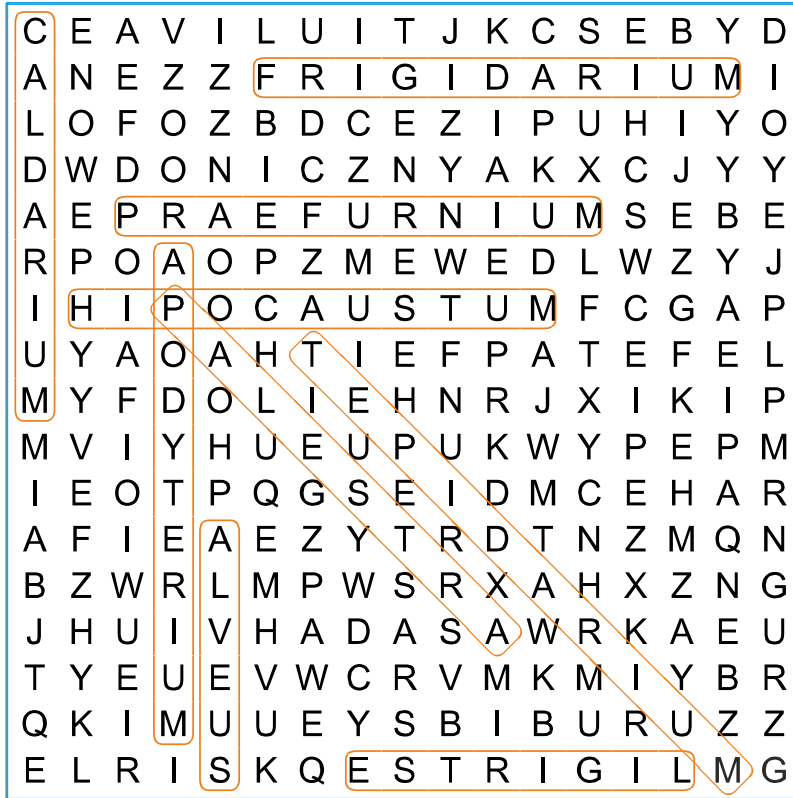 C E A V I L U I T J K C S E B Y D
A N E Z Z F R I G I D A R I U M I
L O F O Z B D C E Z I P U H I Y O
D W D O N I C Z N Y A K X C J Y Y
A E P R A E F U R N I U M S E B E
R P O A O P Z M E W E D L W Z Y J
I H I P O C A U S T U M F C G A P
U Y A O A H T I E F P A T E F E L
M Y F D O L I E H N R J X I K I P
M V I Y H U E U P U K W Y P E P M
I E O T P Q G S E I D M C E H A R
A F I E A E Z Y T R D T N Z M Q N
B Z W R L M P W S R X A H X Z N G
J H U I V H A D A S A W R K A E U
T Y E U E V W C R V M K M I Y B R
Q K I M U U E Y S B I B U R U Z Z
E L R I S K Q E S T R I G I L M G